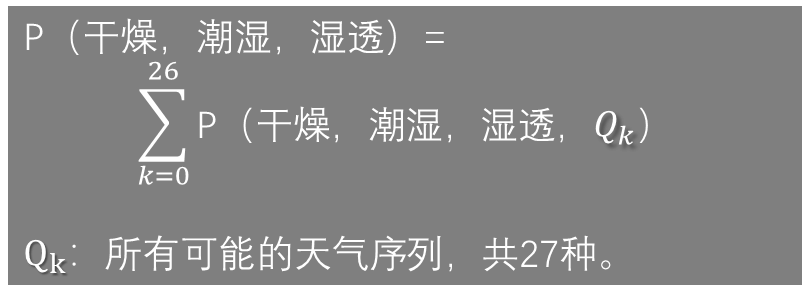 P（干燥，潮湿，湿透）=
26
∑ P（干燥，潮湿，湿透，Qk）
k=0
Qk：所有可能的天气序列，共27种。